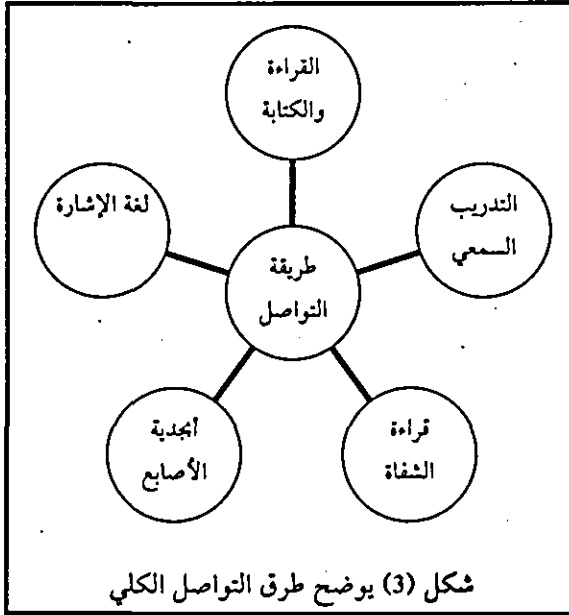 القراءة
والكتابة
التدريب
السمعي
لغة الإشارة
طريقة
التواصل
قراءة
الشفاة
أبجدية
الأصابع
شكل (3) يوضح طرق التواصل الكلي